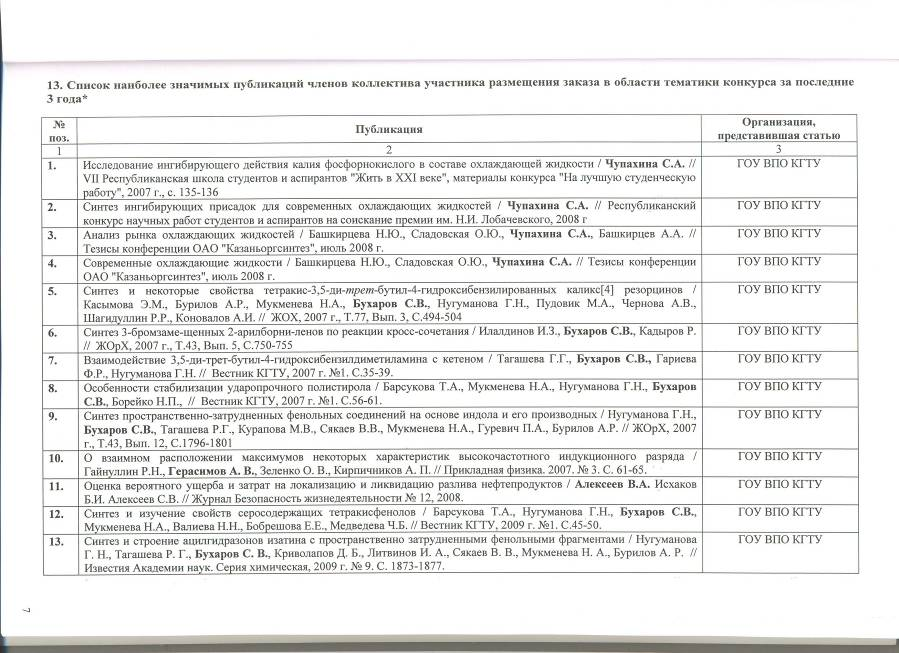 13. Список наиболее значимых публикаций членов коллектива участника размещения заказа в области тематики конкурса за последние
3 года*
№
поз.
Публикация
Организация,
представившая статью
1
2
3
1.
Исследование ингибирующего действия калия фосфорнокислого в составе охлаждающей жидкости / Чупахина С.А. //
VII Республиканская школа студентов и аспирантов "Жить в XXI веке", материалы конкурса "На лучшую студенческую
работу", 2007 г., с. 135-136
ГОУ ВПО КГТУ
2.
Синтез ингибирующих присадок для современных охлаждающих жидкостей / Чупахина С.А. // Республиканский
конкурс научных работ студентов и аспирантов на соискание премии им. Н.И. Лобачевского, 2008 г
ГОУ ВПО КГТУ
3.
Анализ рынка охлаждающих жидкостей / Башкирцева Н.Ю., Сладовская О.Ю., Чупахина С.А., Башкирцев А.А. //
Тезисы конференции ОАО "Казаньоргсинтез", июль 2008 г.
ГОУ ВПО КГТУ
4.
Современные охлаждающие жидкости / Башкирцева Н.Ю., Сладовская О.Ю., Чупахина С.А. // Тезисы конференции
ОАО "Казаньоргсинтез", июль 2008 г.
ГОУ ВПО КГТУ
5.
Синтез и некоторые свойства тетракис-3,5-ди-трет-бутил-4-гидроксибензилированных каликс[4] резорцинов /
Касымова Э.М., Бурилов А.Р., Мукменева Н.А., Бухаров С.В., Нугуманова Г.Н., Пудовик М.А., Чернова А.В.,
Шагидуллин Р.Р., Коновалов А.И. // ЖОХ, 2007 г., Т.77, Вып. 3, С.494-504
ГОУ ВПО КГТУ
6.
Синтез 3-бромзаме-щенных 2-арилборни-ленов по реакции кросс-сочетания / Илалдинов И.З., Бухаров С.В., Кадыров Р.
// ЖОрХ, 2007 г., Т.43, Вып. 5, С.750-755
ГОУ ВПО КГТУ
7.
Взаимодействие 3,5-ди-трет-бутил-4-гидроксибензилдиметиламина с кетеном / Тагашева Г.Г., Бухаров С.В., Гариева
Ф.Р., Нугуманова Г.Н. // Вестник КГТУ, 2007 г. №1. С.35-39.
ГОУ ВПО КГТУ
8.
Особенности стабилизации ударопрочного полистирола / Барсукова Т.А., Мукменева Н.А., Нугуманова Г.Н., Бухаров
С.В., Борейко Н.П., // Вестник КГТУ, 2007 г. №1. С.56-61.
ГОУ ВПО КГТУ
9.
Синтез пространственно-затрудненных фенольных соединений на основе индола и его производных / Нугуманова Г.Н.,
Бухаров С.В., Тагашева Р.Г., Курапова М.В., Сякаев В.В., Мукменева Н.А., Гуревич П.А., Бурилов А.Р. // ЖОрХ, 2007
г., Т.43, Вып. 12, С.1796-1801
ГОУ ВПО КГТУ
10.
О взаимном расположении максимумов некоторых характеристик высокочастотного индукционного разряда /
Гайнуллин Р.Н., Герасимов А. В., Зеленко О. В., Кирпичников А. П. // Прикладная физика. 2007. № 3. С. 61-65.
ГОУ ВПО КГТУ
11.
Оценка вероятного ущерба и затрат на локализацию и ликвидацию разлива нефтепродуктов / Алексеев В.А. Исхаков
Б.И. Алексеев С.В. // Журнал Безопасность жизнедеятельности № 12, 2008.
ГОУ ВПО КГТУ
12.
Синтез и изучение свойств серосодержащих тетракисфенолов / Барсукова Т.А., Нугуманова Г.Н., Бухаров С.В.,
Мукменева Н.А., Валиева Н.Н., Бобрешова Е.Е., Медведева Ч.Б. // Вестник КГТУ, 2009 г. №1. С.45-50.
ГОУ ВПО КГТУ
13.
Синтез и строение ацилгидразонов изатина с пространственно затрудненными фенольными фрагментами / Нугуманова
Г. Н., Тагашева Р. Г., Бухаров С. В., Криволапов Д. Б., Литвинов И. А., Сякаев В. В., Мукменева Н. А., Бурилов А. Р. //
Известия Академии наук. Серия химическая, 2009 г. № 9. С. 1873-1877.
ГОУ ВПО КГТУ
7